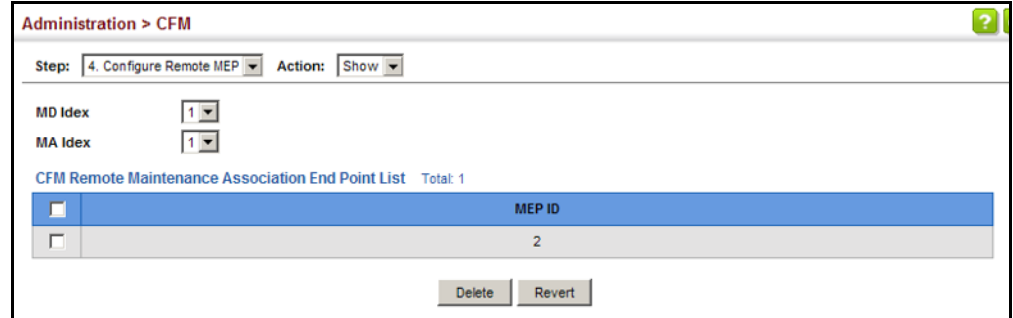 Administration > CFM
?
Step: 4. Configure Remote MEP Action: Show
MD Idex 1
MA Idex 1
CFM Remote Maintenance Association End Point List Total: 1
MEP ID
2
Delete Revert